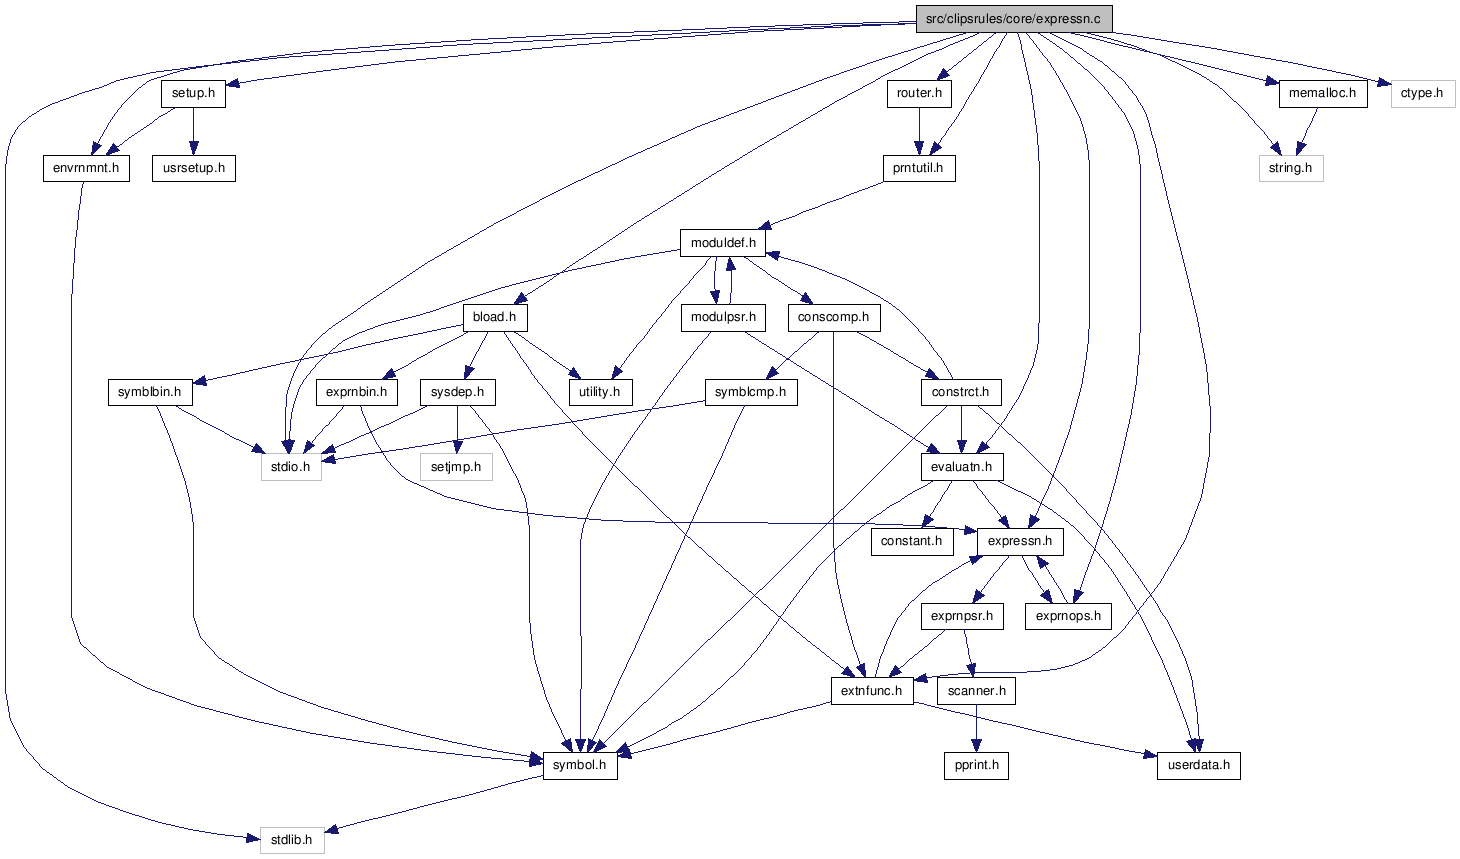 src/clipsrules/core/expressn.c
setup.h
router.h
memalloc.h
ctype.h
envrnmnt.h
usrsetup.h
prntutil.h
string.h
moduldef.h
bload.h
modulpsr.h
conscomp.h
symblbin.h
exprnbin.h
sysdep.h
utility.h
symblcmp.h
constrct.h
stdio.h
setjmp.h
evaluatn.h
constant.h
expressn.h
exprnpsr.h
exprnops.h
extnfunc.h
scanner.h
symbol.h
pprint.h
userdata.h
stdlib.h